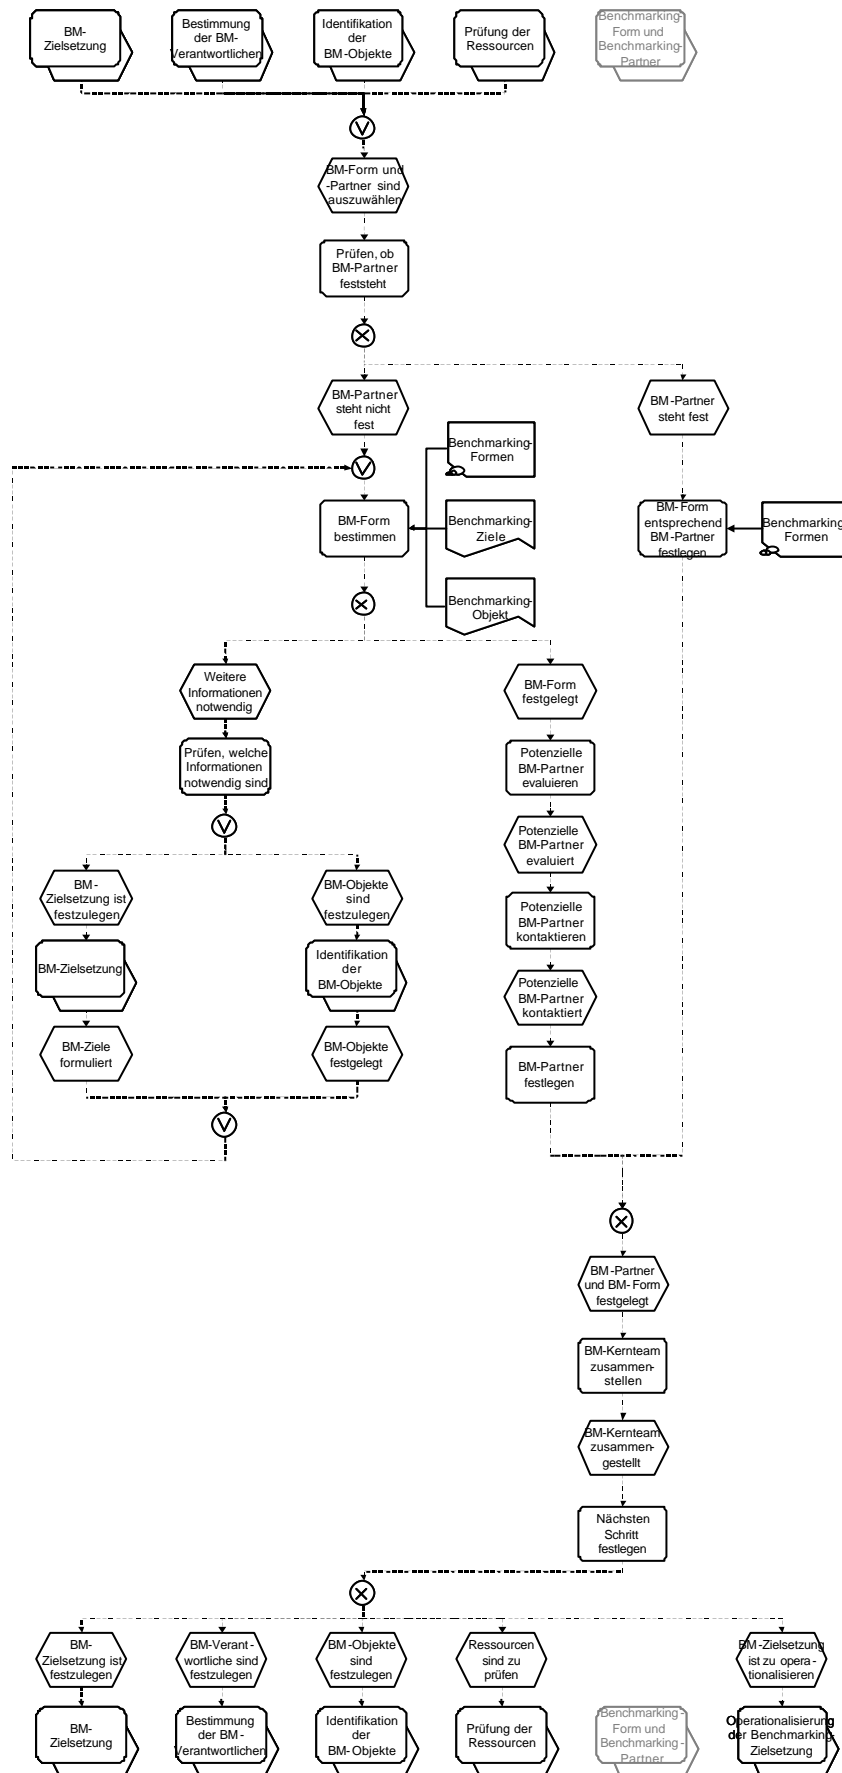 BM-
Zielsetzung
Bestimmung
der BM-
Verantwortlichen
Identifikation
der
BM-Objekte
Prüfung der
Ressourcen
Benchmarking-
Form und
Benchmarking-
Partner
BM-Form und
-Partner sind
auszuwählen
Prüfen, ob
BM-Partner
feststeht
BM-Partner
steht nicht
fest
BM-Partner
steht fest
Benchmarking-
Formen
BM-Form
bestimmen
Benchmarking-
Ziele
BM-Form
entsprechend
BM-Partner
festlegen
Benchmarking-
Formen
Benchmarking-
Objekt
Weitere
Informationen
notwendig
BM-Form
festgelegt
Prüfen, welche
Informationen
notwendig sind
Potenzielle
BM-Partner
evaluieren
Potenzielle
BM-Partner
evaluiert
BM-
Zielsetzung ist
festzulegen
BM-Objekte
sind
festzulegen
Potenzielle
BM-Partner
kontaktieren
BM-Zielsetzung
Identifikation
der
BM-Objekte
Potenzielle
BM-Partner
kontaktiert
BM-Ziele
formuliert
BM-Objekte
festgelegt
BM-Partner
festlegen
BM-Partner
und BM-Form
festgelegt
BM-Kernteam
zusammen-
stellen
BM-Kernteam
zusammen-
gestellt
Nächsten
Schritt
festlegen
BM-
Zielsetzung ist
festzulegen
BM-Verant-
wortliche sind
festzulegen
BM-Objekte
sind
festzulegen
Ressourcen
sind zu
prüfen
BM-Zielsetzung
ist zu opera-
tionalisieren
BM-
Zielsetzung
Bestimmung
der BM-
Verantwortlichen
Identifikation
der
BM-Objekte
Prüfung der
Ressourcen
Benchmarking-
Form und
Benchmarking-
Partner
Operationalisierung
der Benchmarking-
Zielsetzung